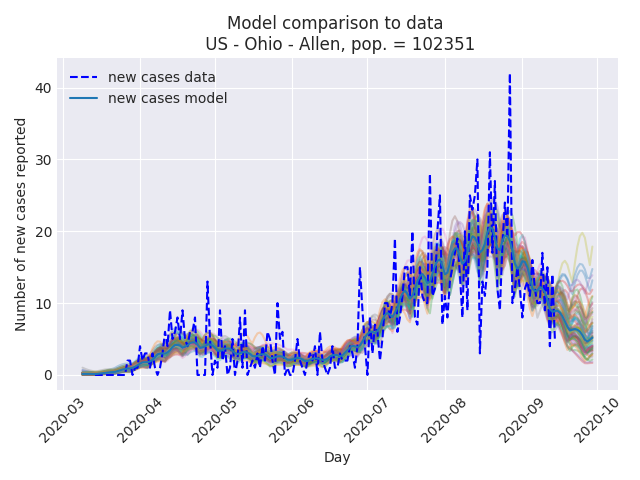 Model comparison to data
US - Ohio - Allen, pop. = 102351
new cases data
new cases model
Number of new cases reported
40
30
20
10
0
2020-03
2020-04
2020-05
2020-06
2020-07
2020-08
2020-09
2020-10
Day